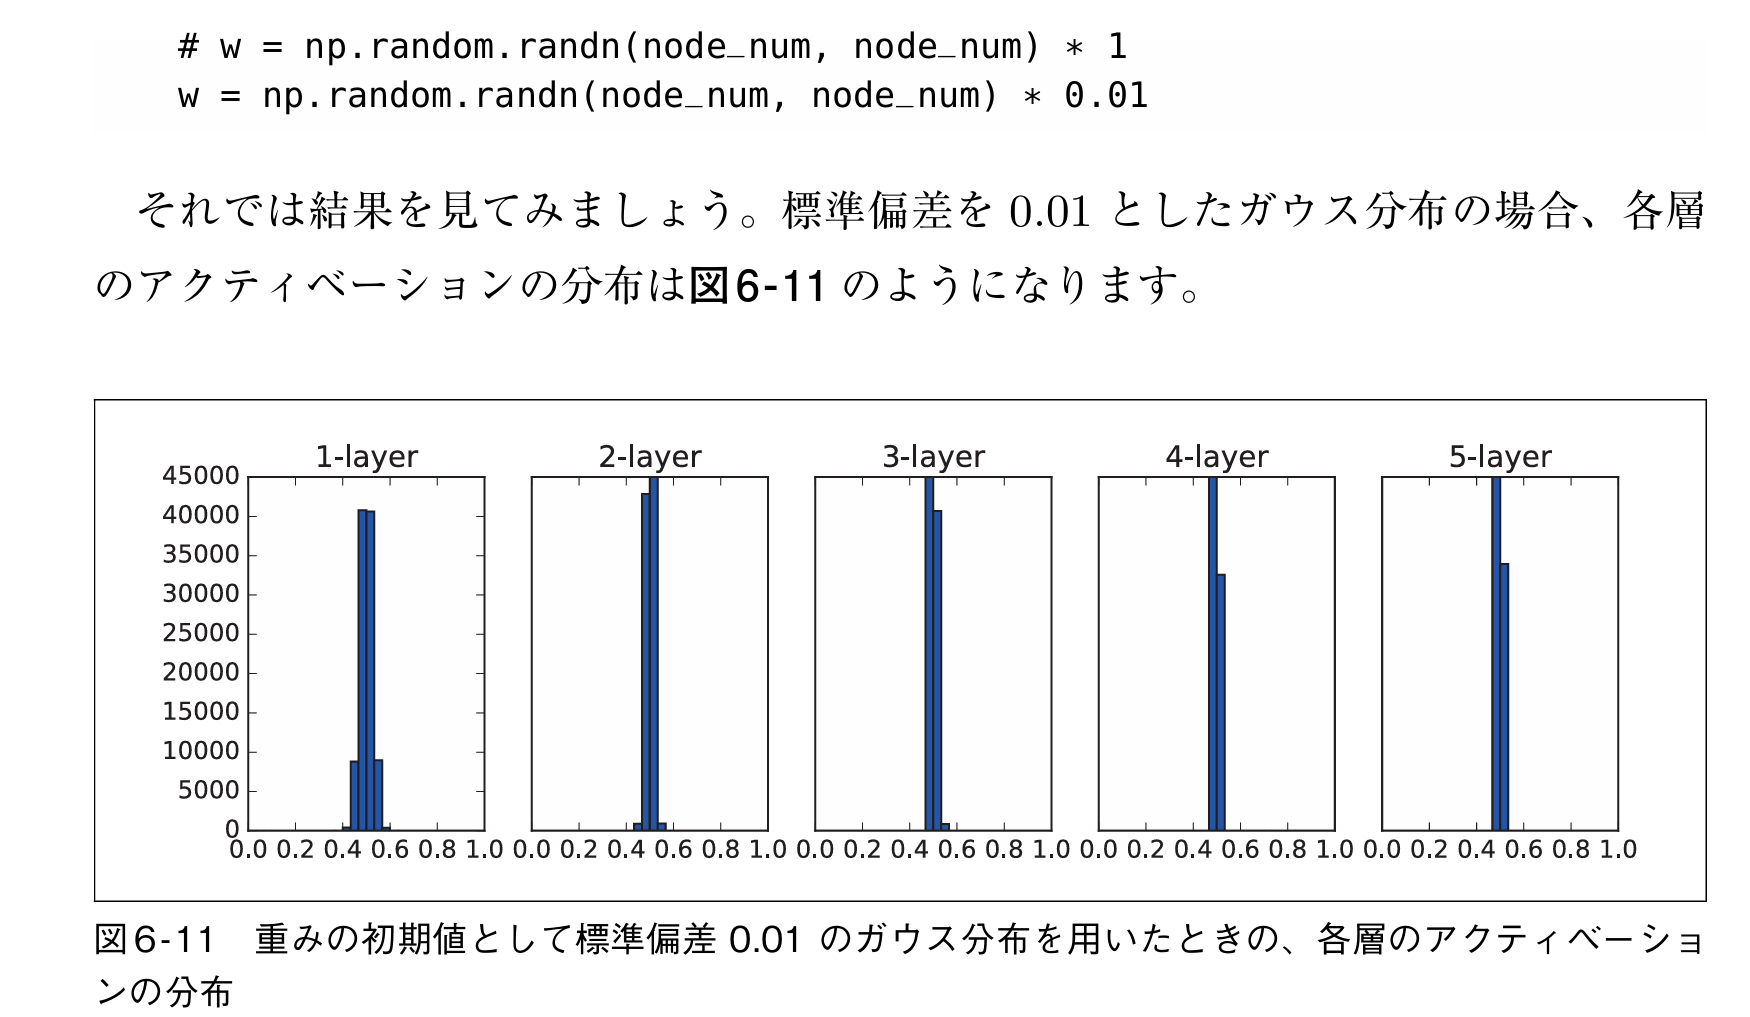 # w = np.random.randn(node_num, node_num) * 1
w = np.random.randn(node_num, node_num) * 0.01
それでは結果を見てみましょう。標準偏差を 0.01 としたガウス分布の場合、各層
のアクティベーションの分布は図6-11 のようになります。
1-layer 2-layer 3-layer 4-layer 5-layer
45000
40000
35000
30000
25000
20000
15000
10000
5000
0
0.0 0.2 0.4 0.6 0.8 1.0 0.0 0.2 0.4 0.6 0.8 1.0 0.0 0.2 0.4 0.6 0.8 1.0 0.0 0.2 0.4 0.6 0.8 1.0 0.0 0.2 0.4 0.6 0.8 1.0
図6-11 重みの初期値として標準偏差 0.01 のガウス分布を用いたときの、各層のアクティベーショ
ンの分布